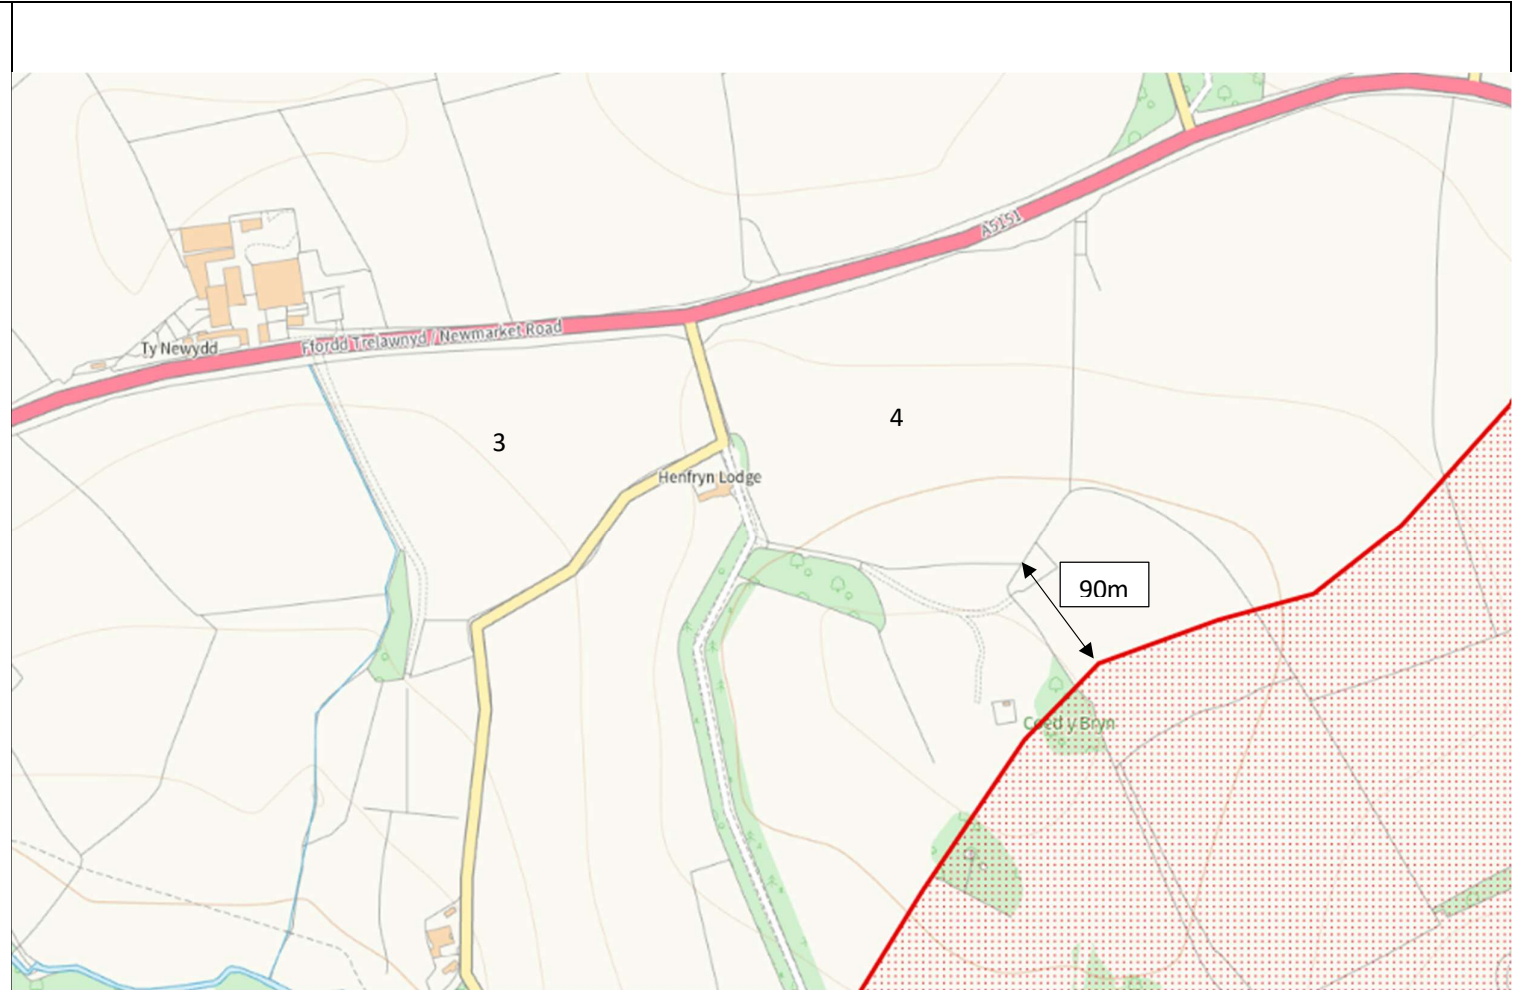 A5151
Ffordd Trelawnyd / Newmarket Road
Ty Newydd
4
3
Henfryn Lodge
90m
Coed y Bryn